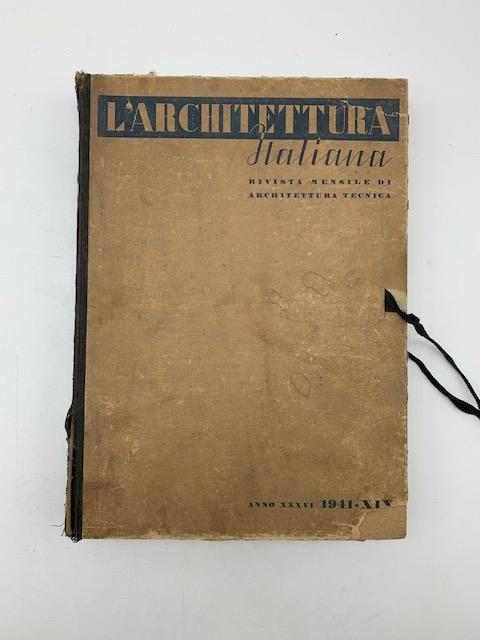 L'ARCHITETTURA
Italiana
RIVISTA MENSILE DI
ARCHITETTURA TECNICA
ANNO XXXVI 1941-XIX